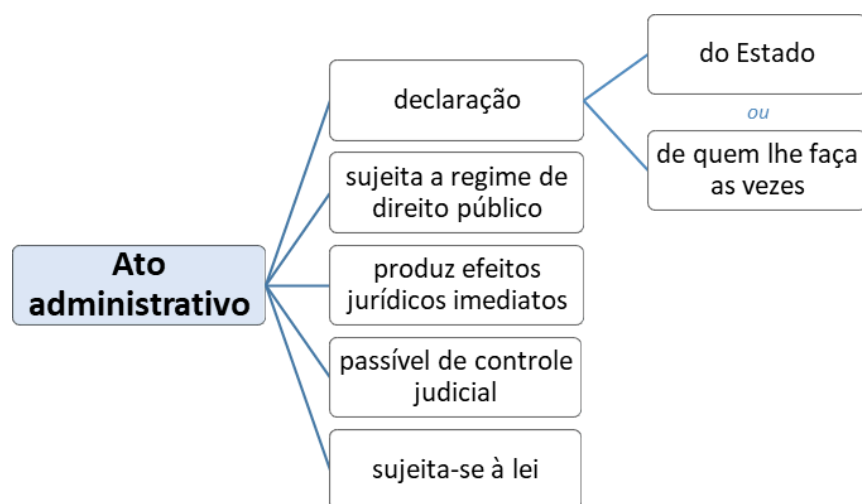 Ato
administrativo
declaração
do Estado
ou
de quem lhe faça
as vezes
sujeita a regime de
direito público
produz efeitos
jurídicos imediatos
passível de controle
judicial
sujeita-se à lei